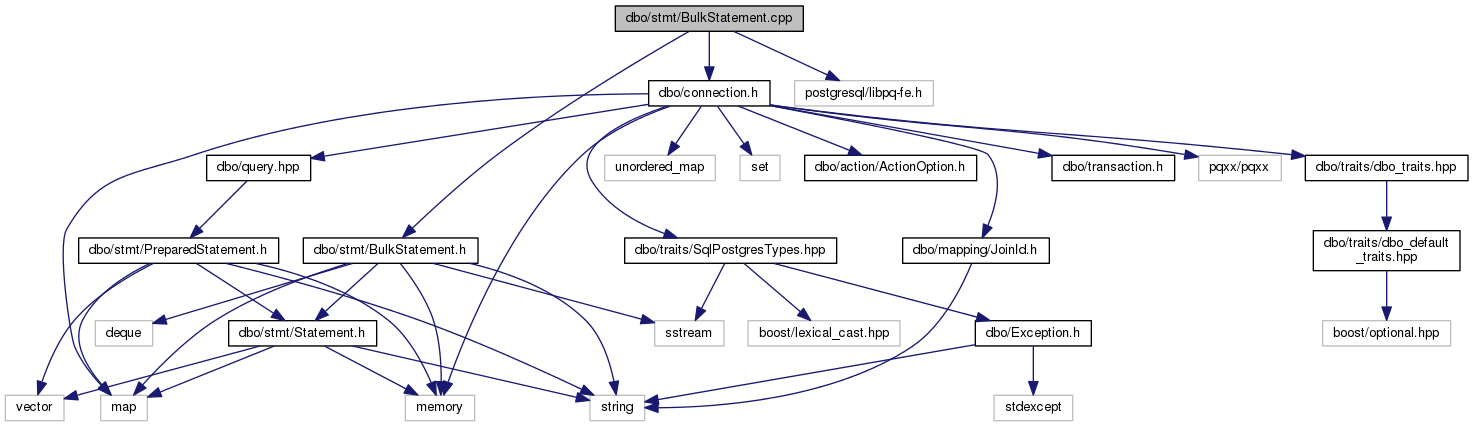 dbo/stmt/BulkStatement.cpp
dbo/connection.h
postgresql/libpq-fe.h
dbo/query.hpp
unordered_map
set
dbo/action/ActionOption.h
dbo/transaction.h
pqxx/pqxx
dbo/traits/dbo_traits.hpp
dbo/stmt/PreparedStatement.h
dbo/stmt/BulkStatement.h
dbo/traits/SqlPostgresTypes.hpp
dbo/mapping/JoinId.h
dbo/traits/dbo_default
_traits.hpp
deque
dbo/stmt/Statement.h
sstream
boost/lexical_cast.hpp
dbo/Exception.h
boost/optional.hpp
vector
map
memory
string
stdexcept